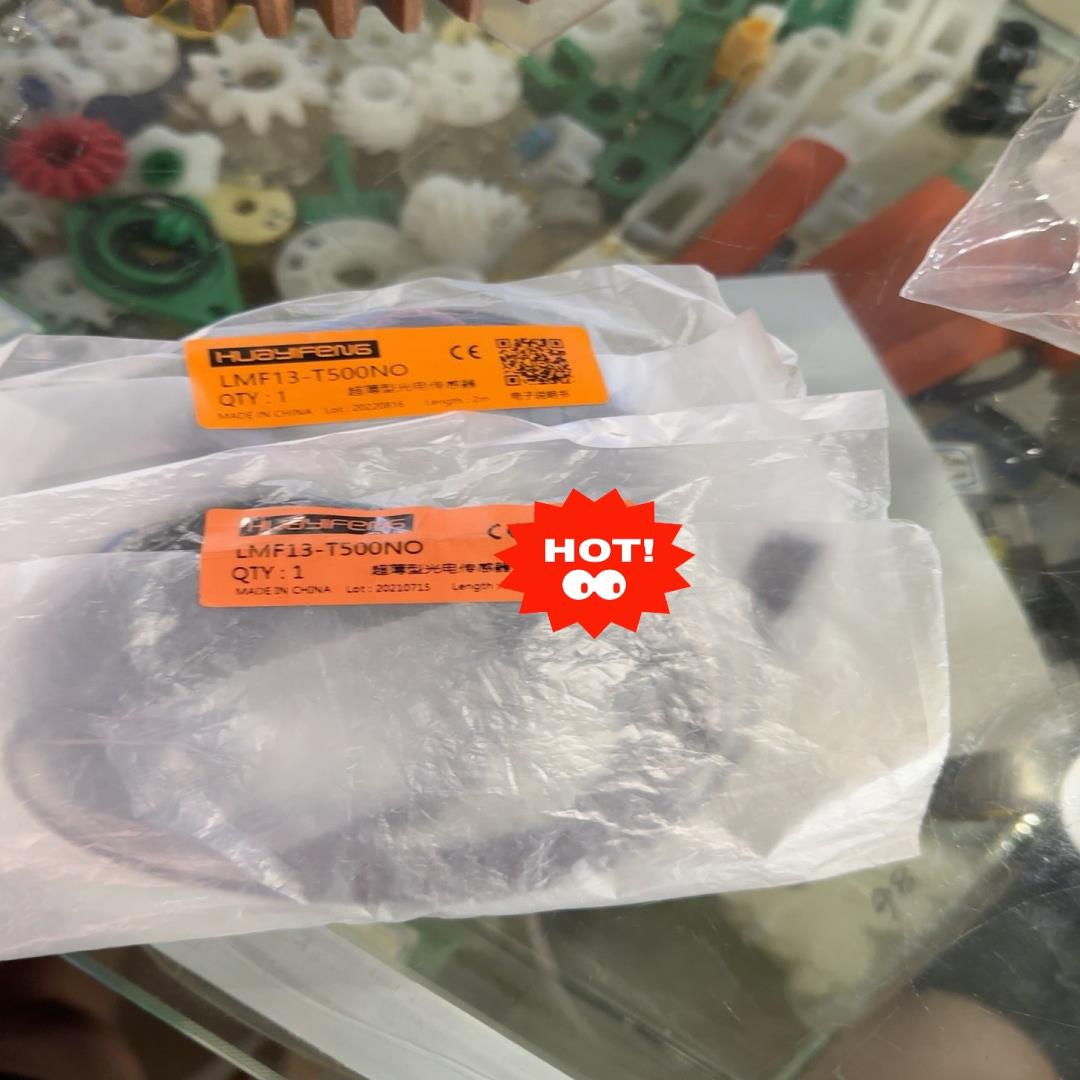 HUAYIFENG
CE
LMF13-T500NO
QTY : 1
超薄型光电传感器
MADE IN CHINA
Lot : 20220816
Length : 2m
电子说明书
HUAYIFENG
LMF13-T500NO
QTY : 1
超薄型光电传感器
MADE IN CHINA
Lot : 20210715
Length
HOT!
98